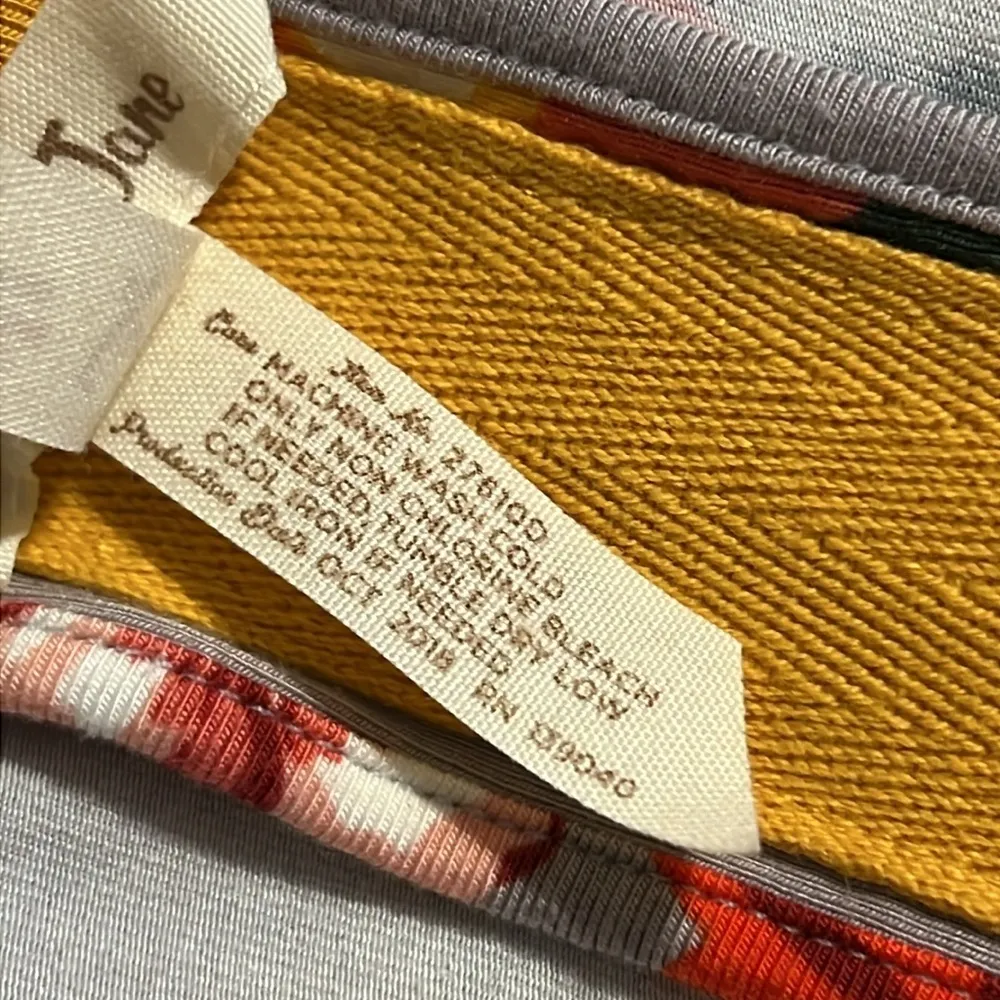 Jane
Item No. 276100
Care MACHINE WASH COLD
ONLY NON CHLORINE BLEACH
IF NEEDED, TUMBLE DRY LOW
COOL IRON IF NEEDED
Production Date OCT 2018 RN 139040